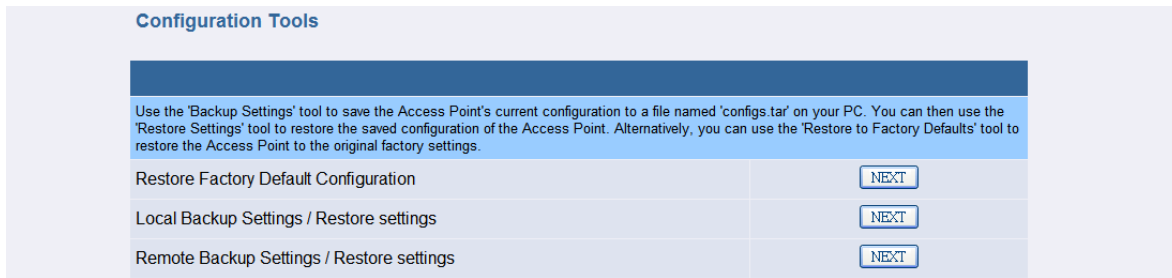 Configuration Tools
Use the 'Backup Settings' tool to save the Access Point's current configuration to a file named 'configs.tar' on your PC. You can then use the
'Restore Settings' tool to restore the saved configuration of the Access Point. Alternatively, you can use the 'Restore to Factory Defaults' tool to
restore the Access Point to the original factory settings.
Restore Factory Default Configuration NEXT
Local Backup Settings / Restore settings NEXT
Remote Backup Settings / Restore settings NEXT